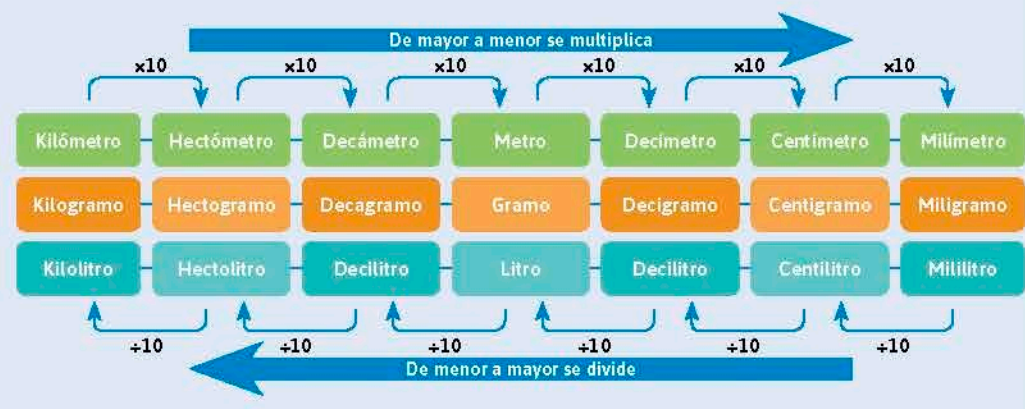 De mayor a menor se multiplica
x10 x10 x10 x10 x10 x10
Kilómetro Hectómetro Decámetro Metro Decímetro Centímetro Milímetro
Kilogramo Hectogramo Decagramo Gramo Decigramo Centigramo Miligramo
Kilolitro Hectolitro Decilitro Litro Decilitro Centilitro Mililitro
÷10 ÷10 ÷10 ÷10 ÷10 ÷10
De menor a mayor se divide